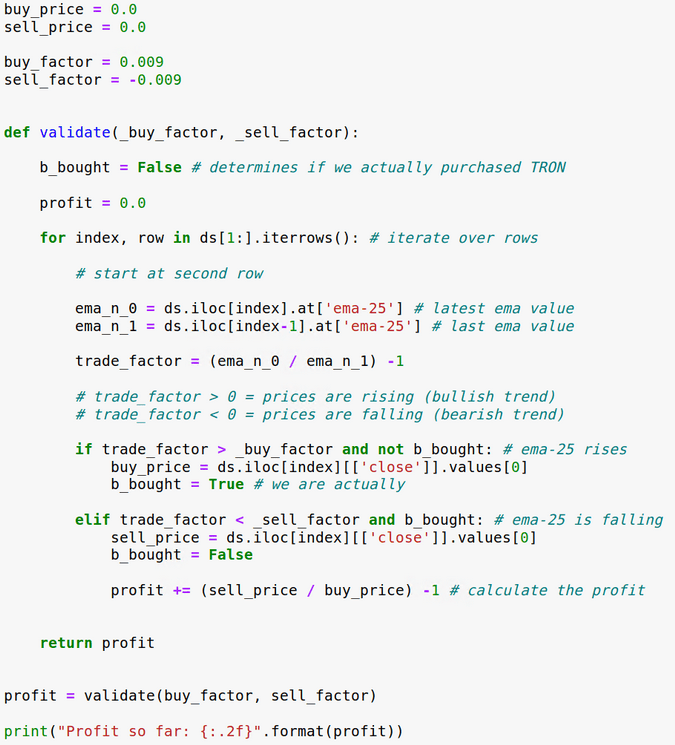 buy_price = 0.0
sell_price = 0.0
buy_factor = 0.009
sell_factor = -0.009
def validate(_buy_factor, _sell_factor):
b_bought = False # determines if we actually purchased TRON
profit = 0.0
for index, row in ds[1:].iterrows(): # iterate over rows
# start at second row
ema_n_0 = ds.iloc[index].at['ema-25'] # latest ema value
ema_n_1 = ds.iloc[index-1].at['ema-25'] # last ema value
trade_factor = (ema_n_0 / ema_n_1) -1
# trade_factor > 0 = prices are rising (bullish trend)
# trade_factor < 0 = prices are falling (bearish trend)
if trade_factor > _buy_factor and not b_bought: # ema-25 rises
buy_price = ds.iloc[index][['close']].values[0]
b_bought = True # we are actually
elif trade_factor < _sell_factor and b_bought: # ema-25 is falling
sell_price = ds.iloc[index][['close']].values[0]
b_bought = False
profit += (sell_price / buy_price) -1 # calculate the profit
return profit
profit = validate(buy_factor, sell_factor)
print("Profit so far: {:.2f}".format(profit))